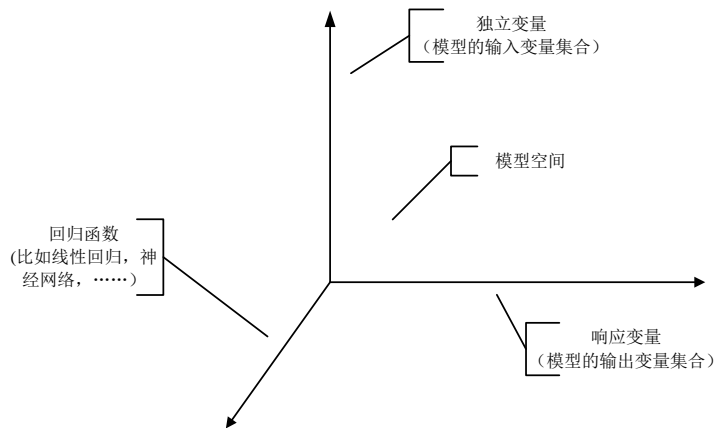 独立变量
（模型的输入变量集合）
模型空间
回归函数
(比如线性回归，神
经网络，……）
响应变量
（模型的输出变量集合）